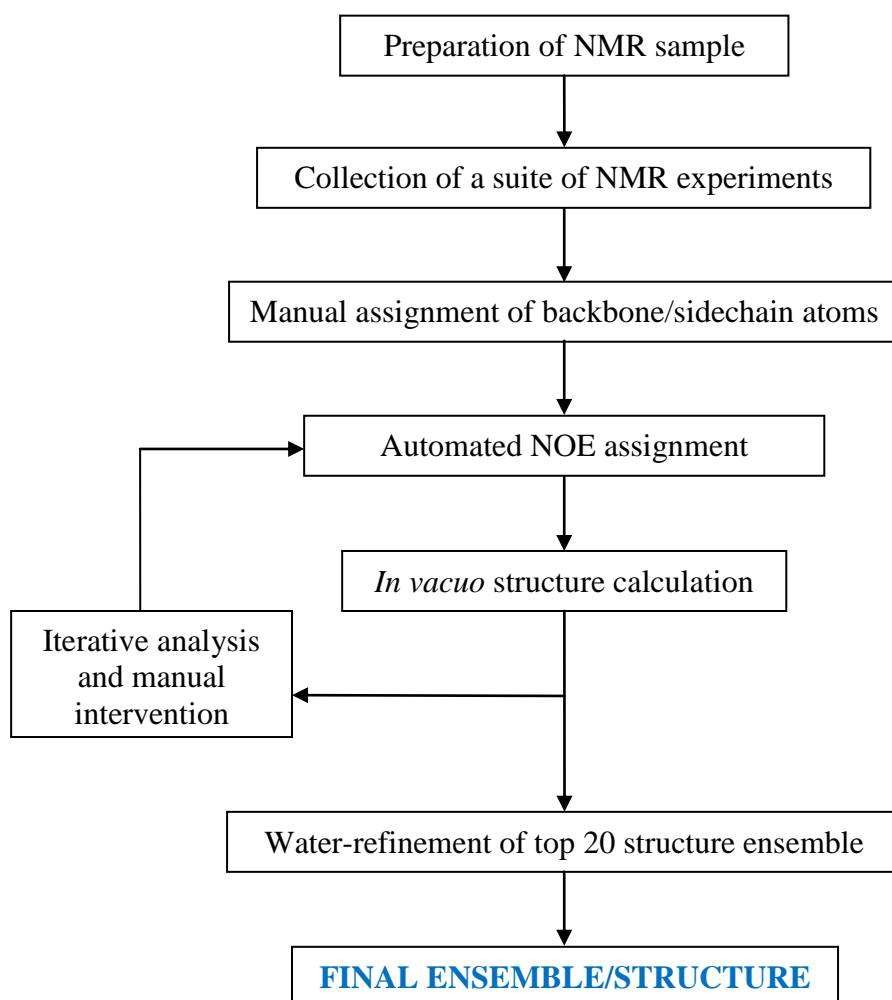 Preparation of NMR sample
Collection of a suite of NMR experiments
Manual assignment of backbone/sidechain atoms
Automated NOE assignment
In vacuo structure calculation
Iterative analysis
and manual
intervention
Water-refinement of top 20 structure ensemble
FINAL ENSEMBLE/STRUCTURE